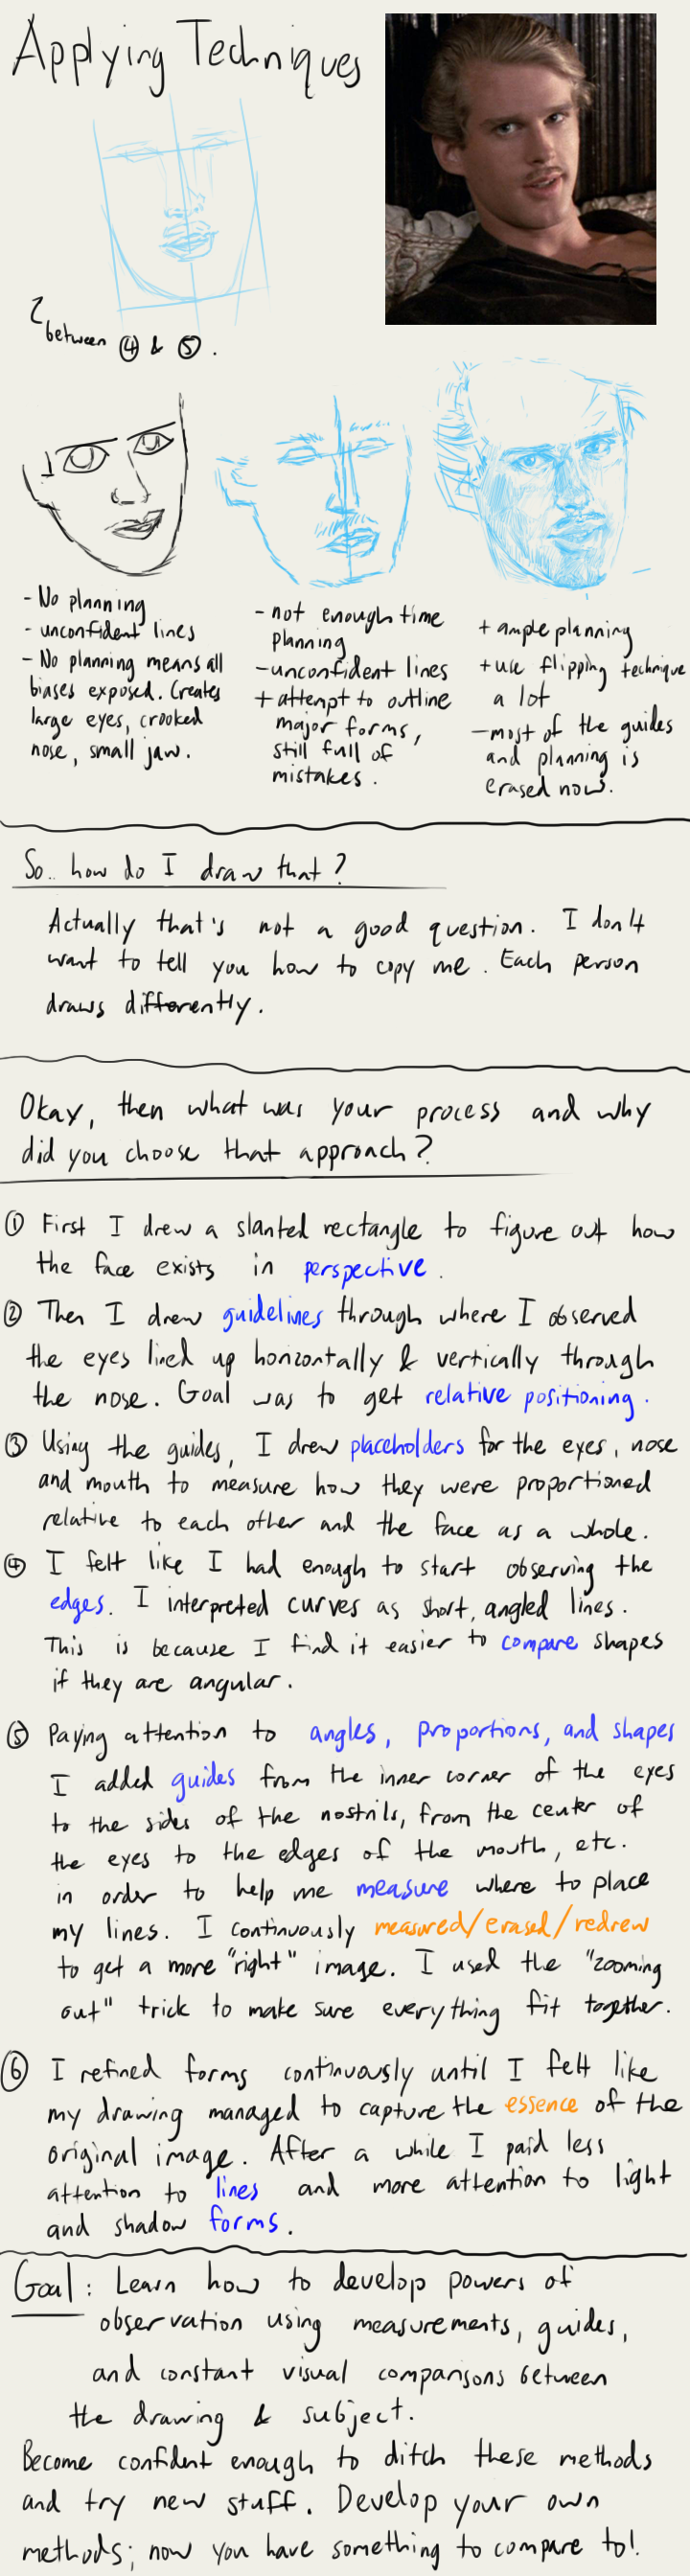 Applying Techniques
between ④ & ⑤.
- No planning
- unconfident lines
- No planning means all
biases exposed. Creates
large eyes, crooked
nose, small jaw.
- not enough time
planning
- unconfident lines
+ attempt to outline
major forms,
still full of
mistakes.
+ ample planning
+ use flipping technique
a lot
- most of the guides
and planning is
erased now.
So.. how do I draw that?
Actually that's not a good question. I don't
want to tell you how to copy me. Each person
draws differently.
Okay, then what was your process and why
did you choose that approach?
① First I drew a slanted rectangle to figure out how
the face exists in perspective.
② Then I drew guidelines through where I observed
the eyes lined up horizontally & vertically through
the nose. Goal was to get relative positioning.
③ Using the guides, I drew placeholders for the eyes, nose
and mouth to measure how they were proportioned
relative to each other and the face as a whole.
④ I felt like I had enough to start observing the
edges. I interpreted curves as short, angled lines.
This is because I find it easier to compare shapes
if they are angular.
⑤ Paying attention to angles, proportions, and shapes
I added guides from the inner corner of the eyes
to the sides of the nostrils, from the center of
the eyes to the edges of the mouth, etc.
in order to help me measure where to place
my lines. I continuously measured/erased/redrew
to get a more "right" image. I used the "zooming
out" trick to make sure everything fit together.
⑥ I refined forms continuously until I felt like
my drawing managed to capture the essence of the
original image. After a while I paid less
attention to lines and more attention to light
and shadow forms.
Goal: Learn how to develop powers of
observation using measurements, guides,
and constant visual comparisons between
the drawing & subject.
Become confident enough to ditch these methods
and try new stuff. Develop your own
methods; now you have something to compare to!